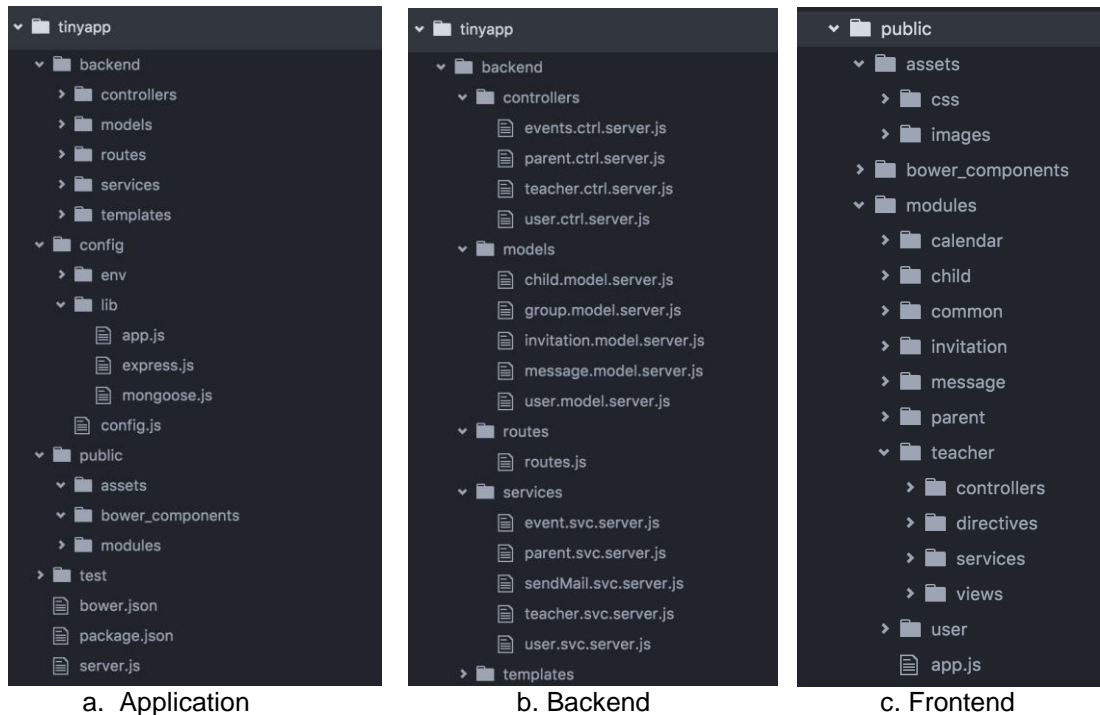 tinyapp
backend
controllers
models
routes
services
templates
config
env
lib
app.js
express.js
mongoose.js
config.js
public
assets
bower_components
modules
test
bower.json
package.json
server.js
a. Application
tinyapp
backend
controllers
events.ctrl.server.js
parent.ctrl.server.js
teacher.ctrl.server.js
user.ctrl.server.js
models
child.model.server.js
group.model.server.js
invitation.model.server.js
message.model.server.js
user.model.server.js
routes
routes.js
services
event.svc.server.js
parent.svc.server.js
sendMail.svc.server.js
teacher.svc.server.js
user.svc.server.js
templates
b. Backend
public
assets
css
images
bower_components
modules
calendar
child
common
invitation
message
parent
teacher
controllers
directives
services
views
user
app.js
c. Frontend